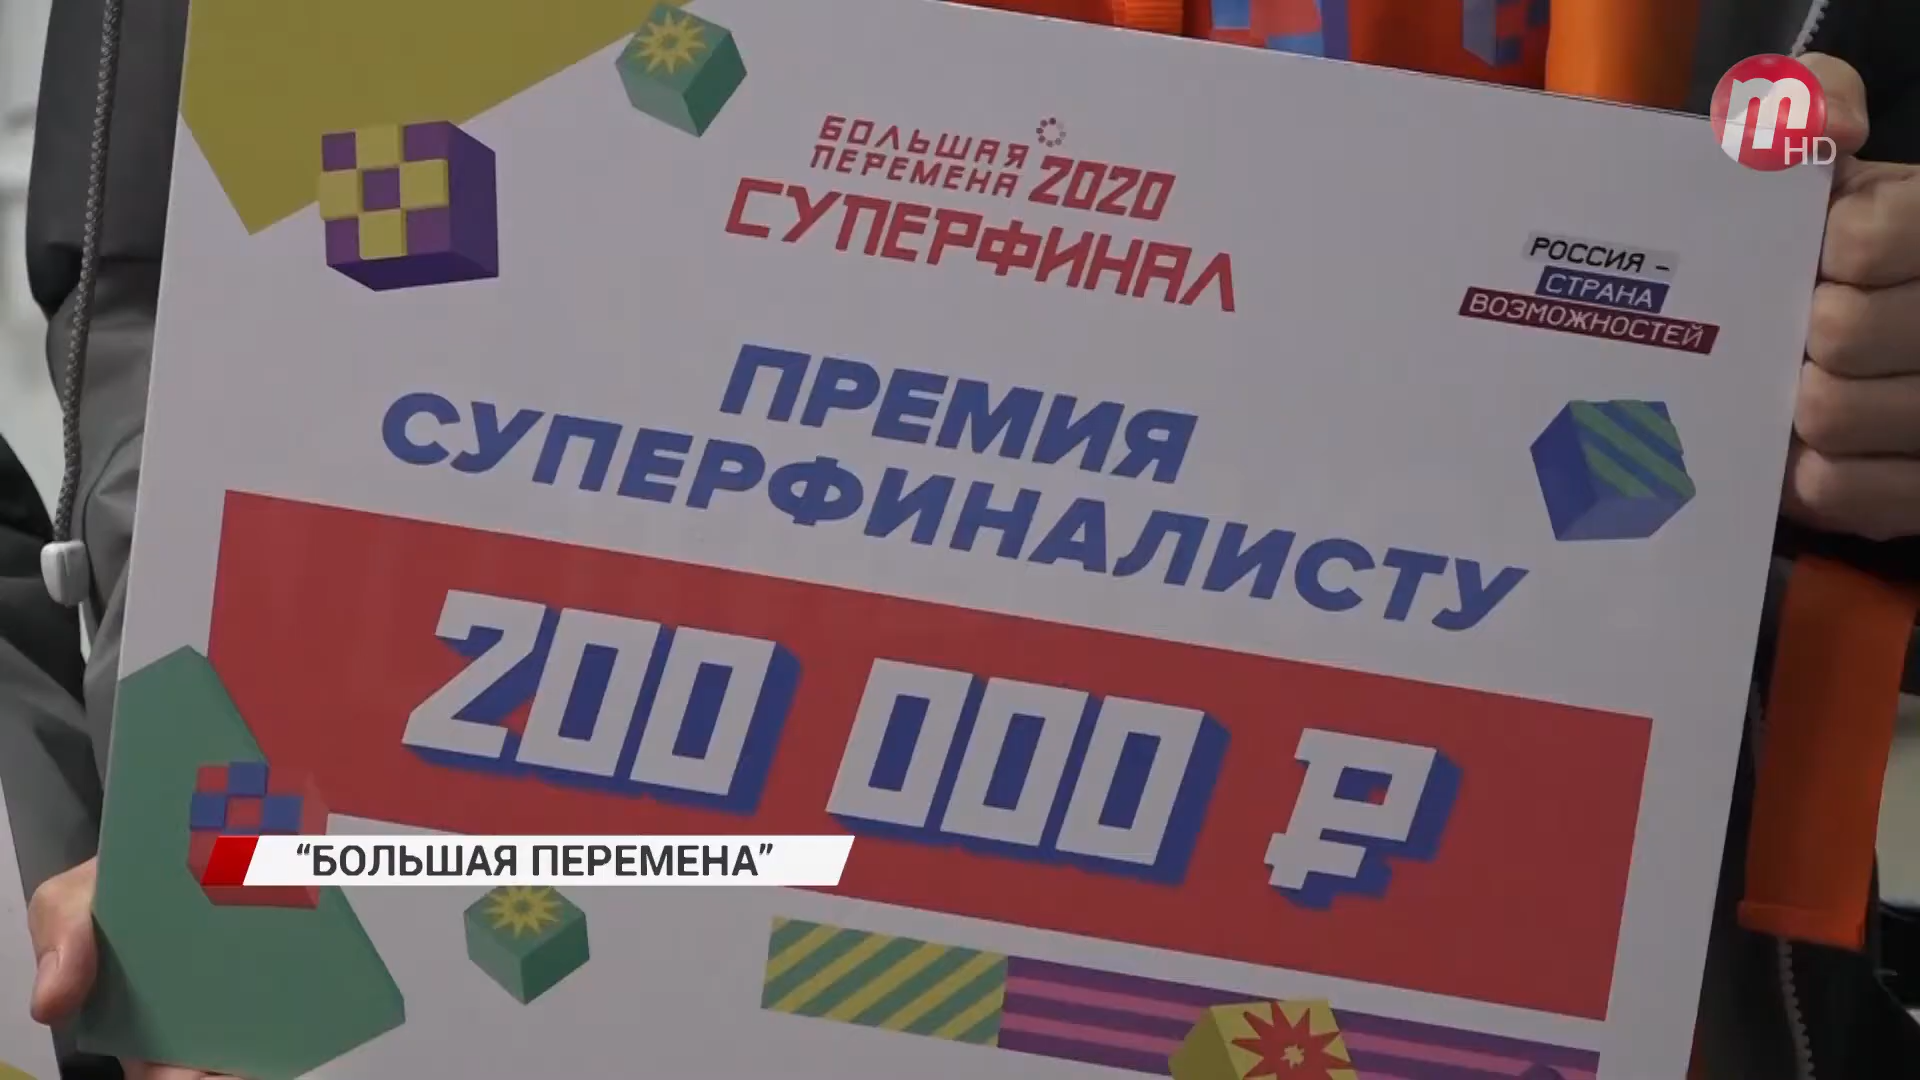 БОЛЬШАЯ
ПЕРЕМЕНА 2020
СУПЕРФИНАЛ
РОССИЯ –
СТРАНА
ВОЗМОЖНОСТЕЙ
ПРЕМИЯ
СУПЕРФИНАЛИСТУ
200 000 ₽
“БОЛЬШАЯ ПЕРЕМЕНА”
m HD